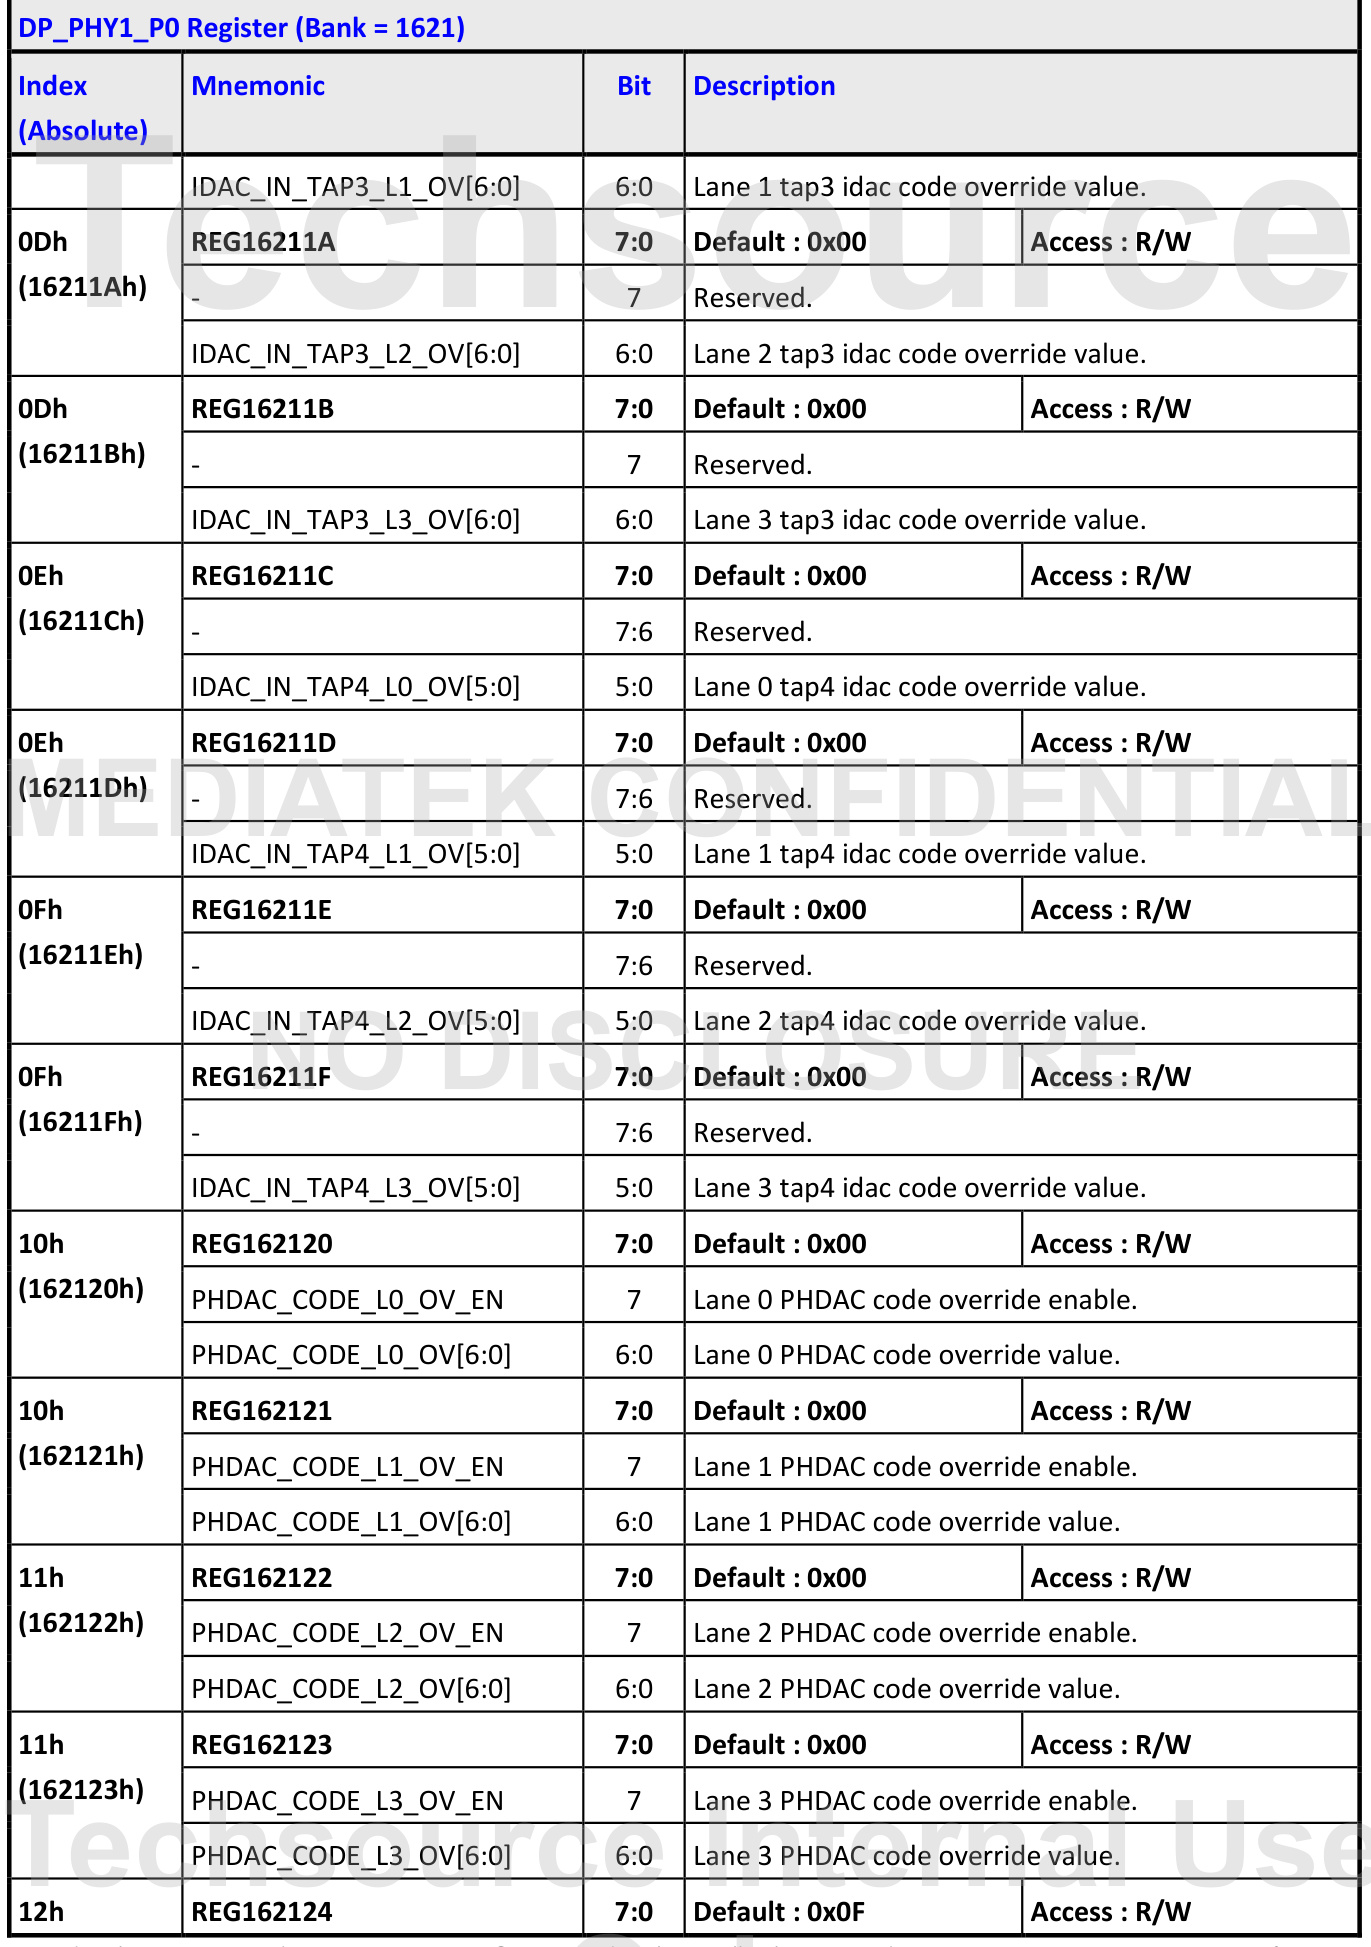 DP_PHY1_P0 Register (Bank = 1621)
Index (Absolute) Mnemonic Bit Description
IDAC_IN_TAP3_L1_OV[6:0] 6:0 Lane 1 tap3 idac code override value.
0Dh REG16211A 7:0 Default : 0x00 Access : R/W
(16211Ah) - 7 Reserved.
IDAC_IN_TAP3_L2_OV[6:0] 6:0 Lane 2 tap3 idac code override value.
0Dh REG16211B 7:0 Default : 0x00 Access : R/W
(16211Bh) - 7 Reserved.
IDAC_IN_TAP3_L3_OV[6:0] 6:0 Lane 3 tap3 idac code override value.
0Eh REG16211C 7:0 Default : 0x00 Access : R/W
(16211Ch) - 7:6 Reserved.
IDAC_IN_TAP4_L0_OV[5:0] 5:0 Lane 0 tap4 idac code override value.
0Eh REG16211D 7:0 Default : 0x00 Access : R/W
(16211Dh) - 7:6 Reserved.
IDAC_IN_TAP4_L1_OV[5:0] 5:0 Lane 1 tap4 idac code override value.
0Fh REG16211E 7:0 Default : 0x00 Access : R/W
(16211Eh) - 7:6 Reserved.
IDAC_IN_TAP4_L2_OV[5:0] 5:0 Lane 2 tap4 idac code override value.
0Fh REG16211F 7:0 Default : 0x00 Access : R/W
(16211Fh) - 7:6 Reserved.
IDAC_IN_TAP4_L3_OV[5:0] 5:0 Lane 3 tap4 idac code override value.
10h REG162120 7:0 Default : 0x00 Access : R/W
(162120h) PHDAC_CODE_L0_OV_EN 7 Lane 0 PHDAC code override enable.
PHDAC_CODE_L0_OV[6:0] 6:0 Lane 0 PHDAC code override value.
10h REG162121 7:0 Default : 0x00 Access : R/W
(162121h) PHDAC_CODE_L1_OV_EN 7 Lane 1 PHDAC code override enable.
PHDAC_CODE_L1_OV[6:0] 6:0 Lane 1 PHDAC code override value.
11h REG162122 7:0 Default : 0x00 Access : R/W
(162122h) PHDAC_CODE_L2_OV_EN 7 Lane 2 PHDAC code override enable.
PHDAC_CODE_L2_OV[6:0] 6:0 Lane 2 PHDAC code override value.
11h REG162123 7:0 Default : 0x00 Access : R/W
(162123h) PHDAC_CODE_L3_OV_EN 7 Lane 3 PHDAC code override enable.
PHDAC_CODE_L3_OV[6:0] 6:0 Lane 3 PHDAC code override value.
12h REG162124 7:0 Default : 0x0F Access : R/W
Techsource
MEDIATEK CONFIDENTIAL
NO DISCLOSURE
Techsource Internal Use